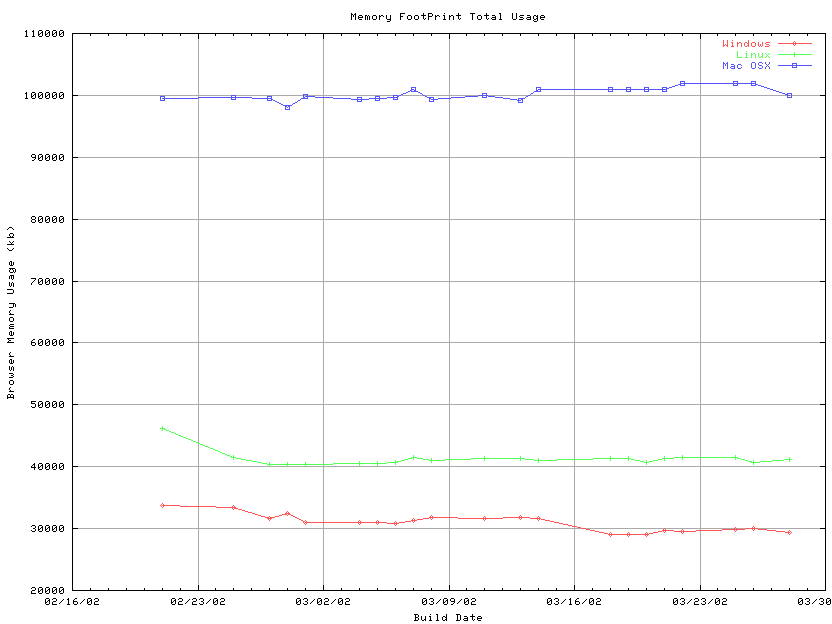 Memory FootPrint Total Usage
110000
100000
90000
80000
70000
60000
50000
40000
30000
20000
Browser Memory Usage (kb)
Windows
Linux
Mac OSX
02/16/02 02/23/02 03/02/02 03/09/02 03/16/02 03/23/02 03/30
Build Date